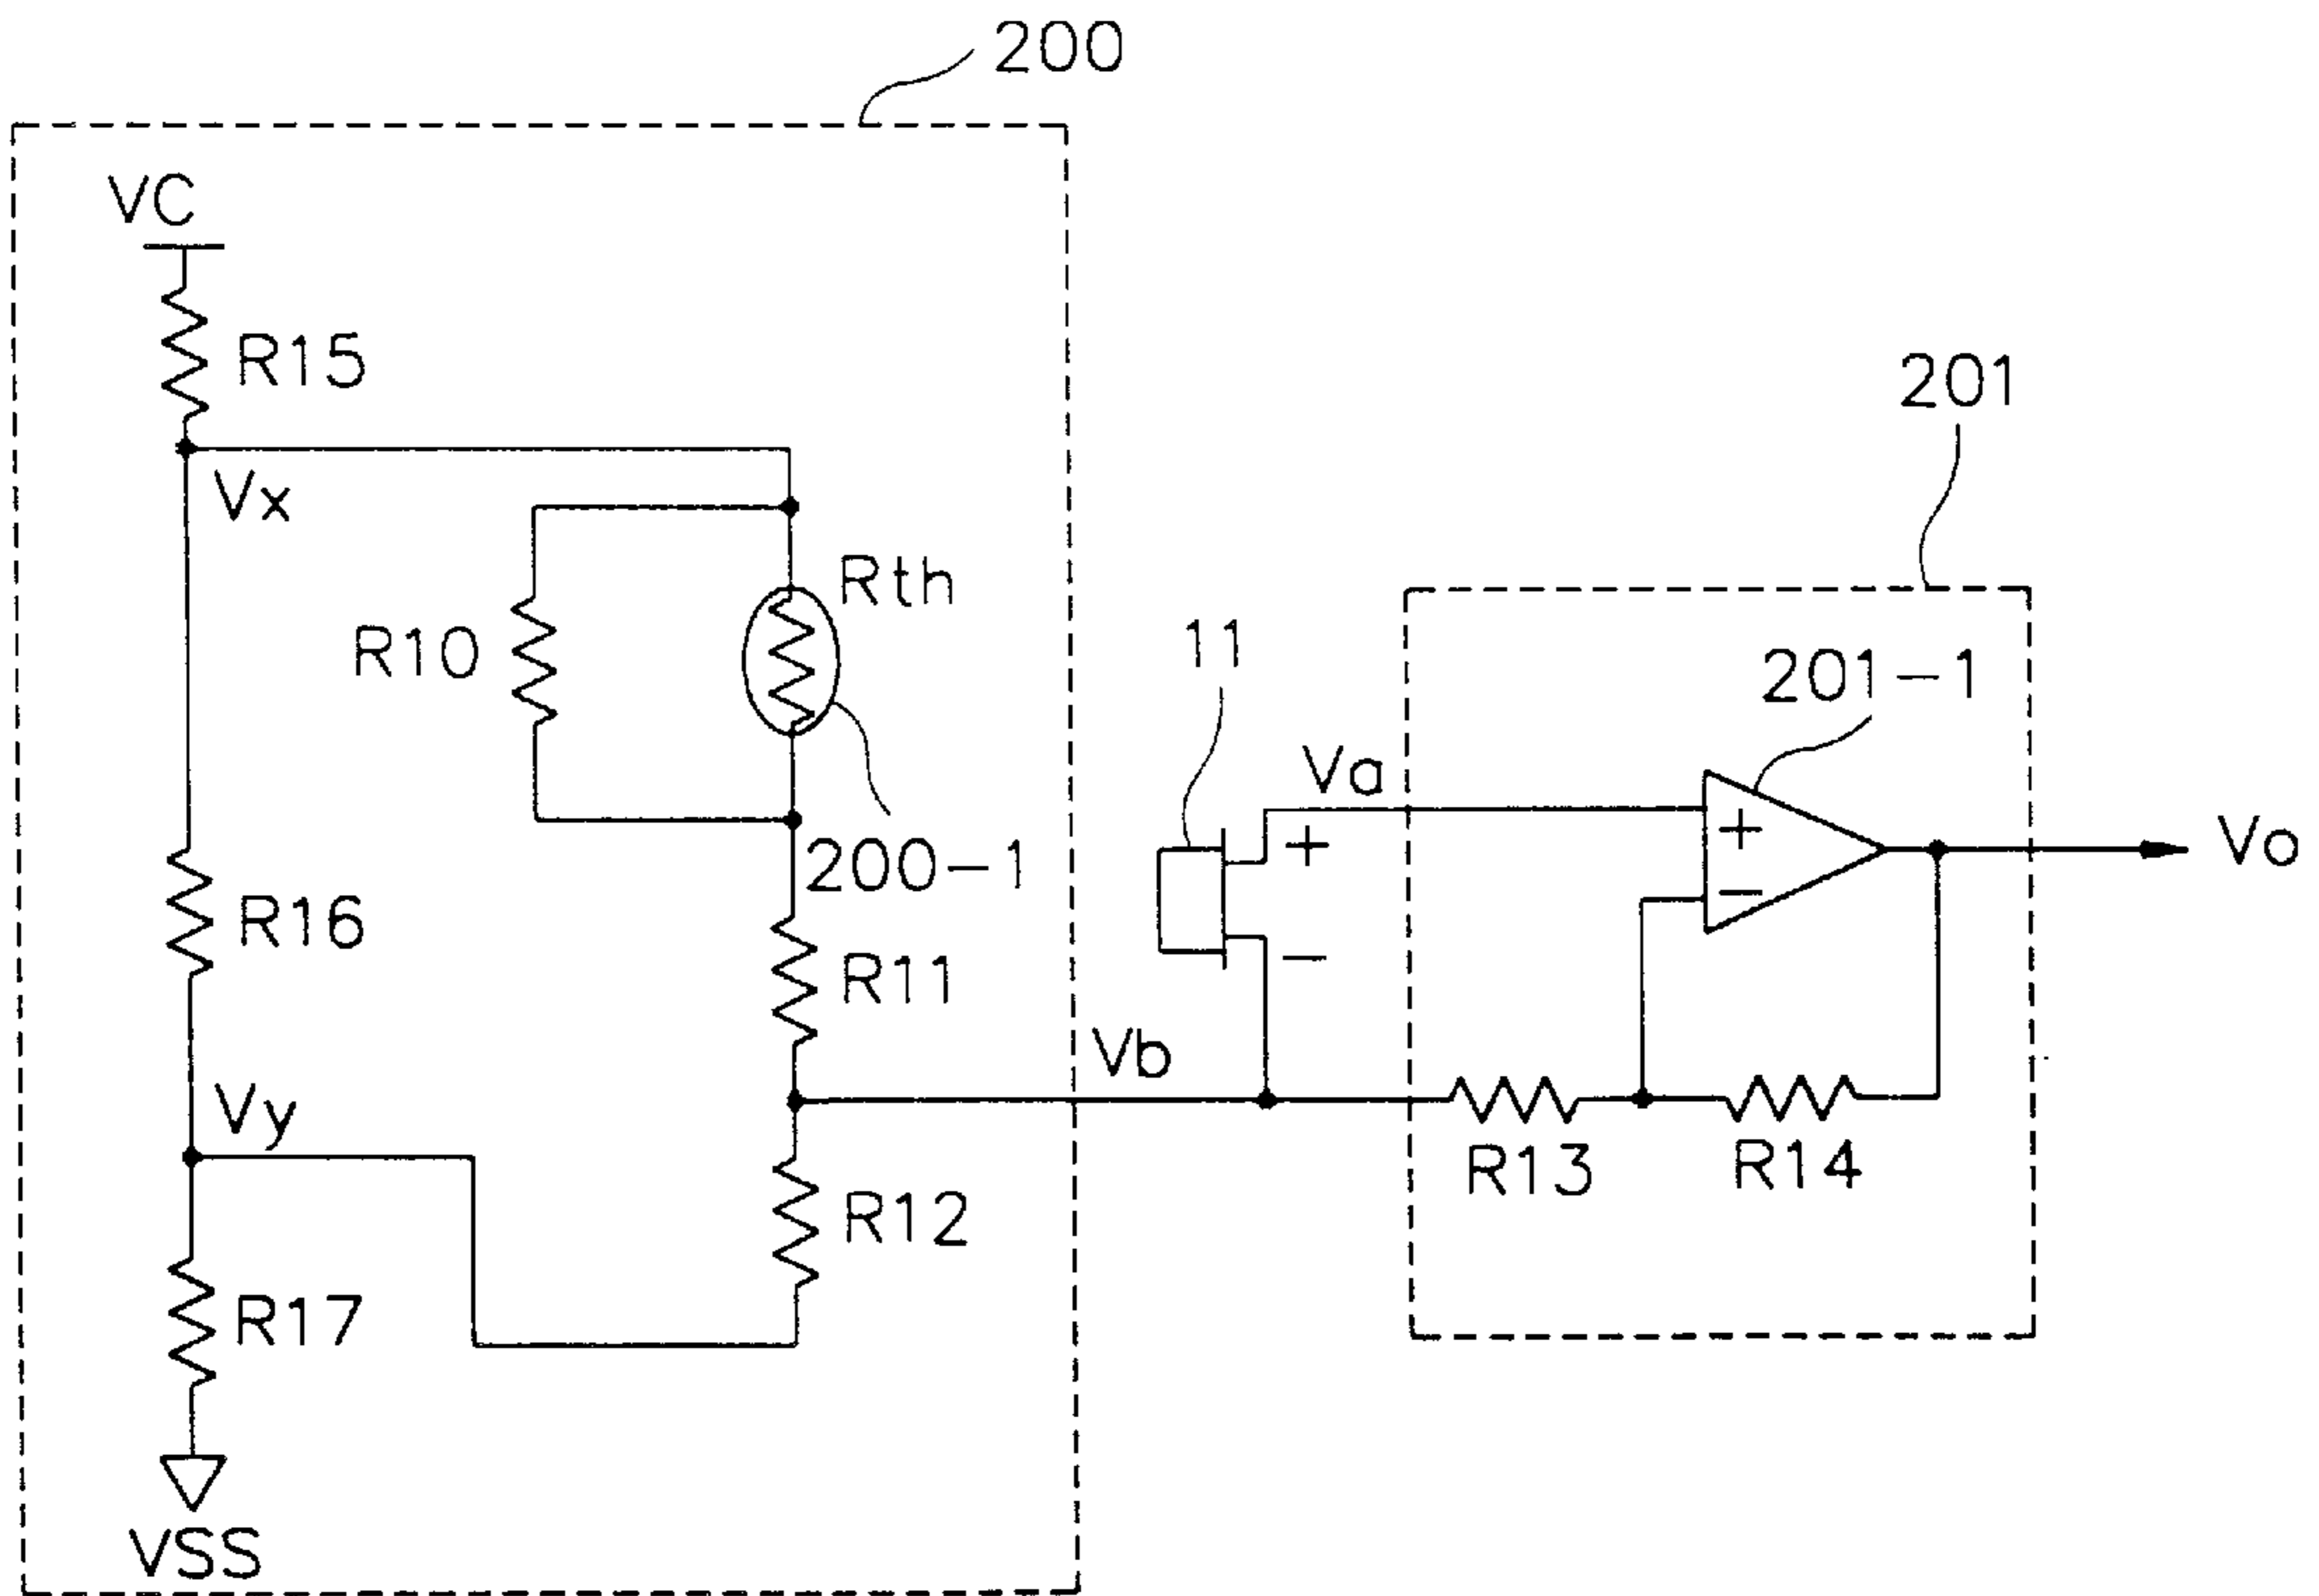 200
VC
R15
201
Vx
Rth
11
R10
201-1
Va
+
+
Vo
200-1
−
R16
R11
−
Vb
Vy
R13
R14
R12
R17
VSS